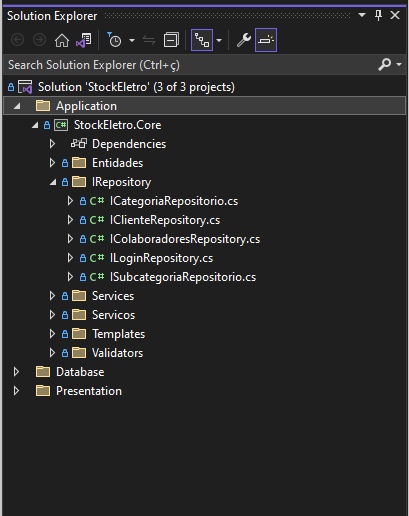 Solution Explorer
Search Solution Explorer (Ctrl+ç)
Solution 'StockEletro' (3 of 3 projects)
Application
C# StockEletro.Core
Dependencies
Entidades
IRepository
C# ICategoriaRepositorio.cs
C# IClienteRepository.cs
C# IColaboradoresRepository.cs
C# ILoginRepository.cs
C# ISubcategoriaRepositorio.cs
Services
Servicos
Templates
Validators
Database
Presentation